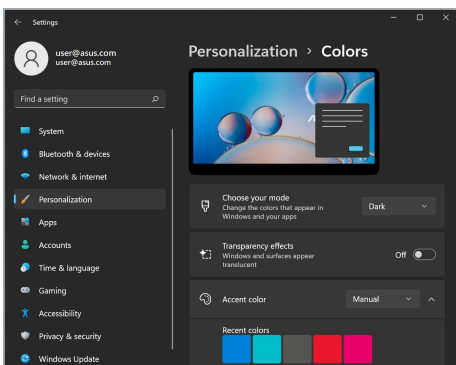 Settings
user@asus.com
user@asus.com
Find a setting
System
Bluetooth & devices
Network & internet
Personalization
Apps
Accounts
Time & language
Gaming
Accessibility
Privacy & security
Windows Update
Personalization > Colors
Choose your mode
Change the colors that appear in
Windows and your apps
Dark
Transparency effects
Windows and surfaces appear
translucent
Off
Accent color
Manual
Recent colors